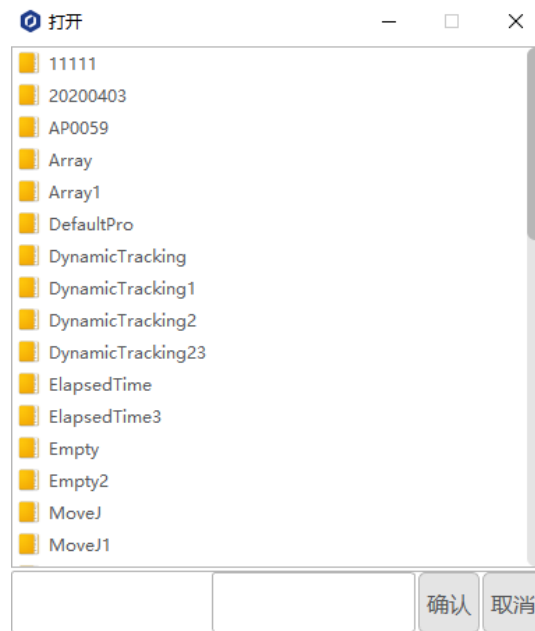 打开
11111
20200403
AP0059
Array
Array1
DefaultPro
DynamicTracking
DynamicTracking1
DynamicTracking2
DynamicTracking23
ElapsedTime
ElapsedTime3
Empty
Empty2
MoveJ
MoveJ1
确认 取消